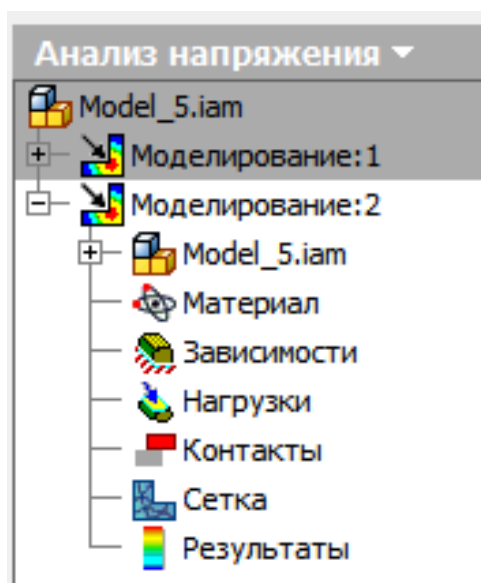 Анализ напряжения
Model_5.iam
Моделирование:1
Моделирование:2
Model_5.iam
Материал
Зависимости
Нагрузки
Контакты
Сетка
Результаты